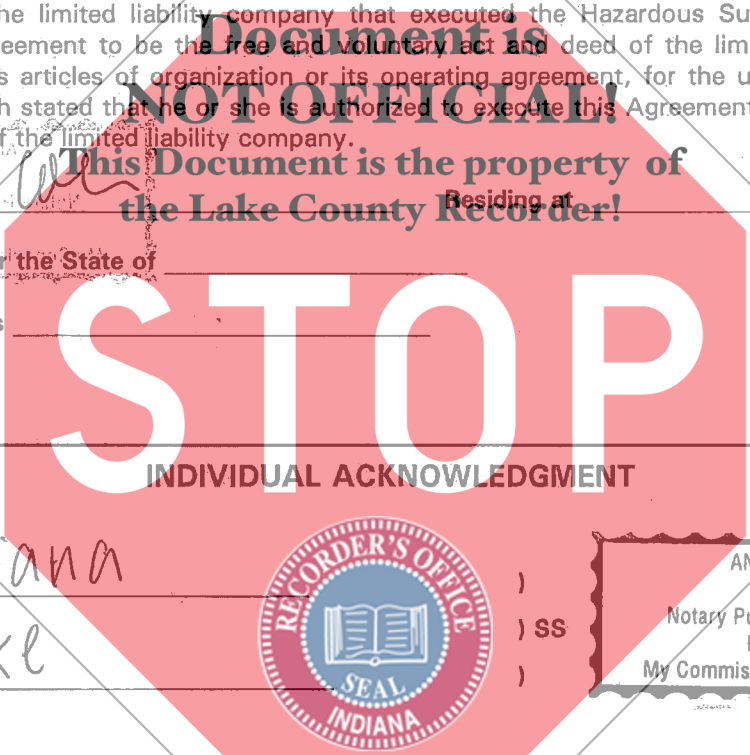 he limited liability company that executed the Hazardous Su
eement to be the free and voluntary act and deed of the lim
s articles of organization or its operating agreement, for the u
h stated that he or she is authorized to execute this Agreement
f the limited liability company.
Document is
NOT OFFICIAL!
This Document is the property of
the Lake County Recorder!
Residing at
r the State of
s
STOP
INDIVIDUAL ACKNOWLEDGMENT
ana
)
) SS
)
ke
RECORDER'S OFFICE
SEAL
INDIANA
AN
Notary Pu
My Commis